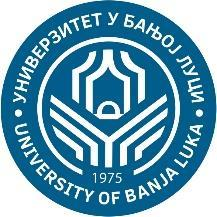 УНИВЕРЗИТЕТ У БАЊОЈ ЛУЦИ
1975
UNIVERSITY OF BANJA LUKA